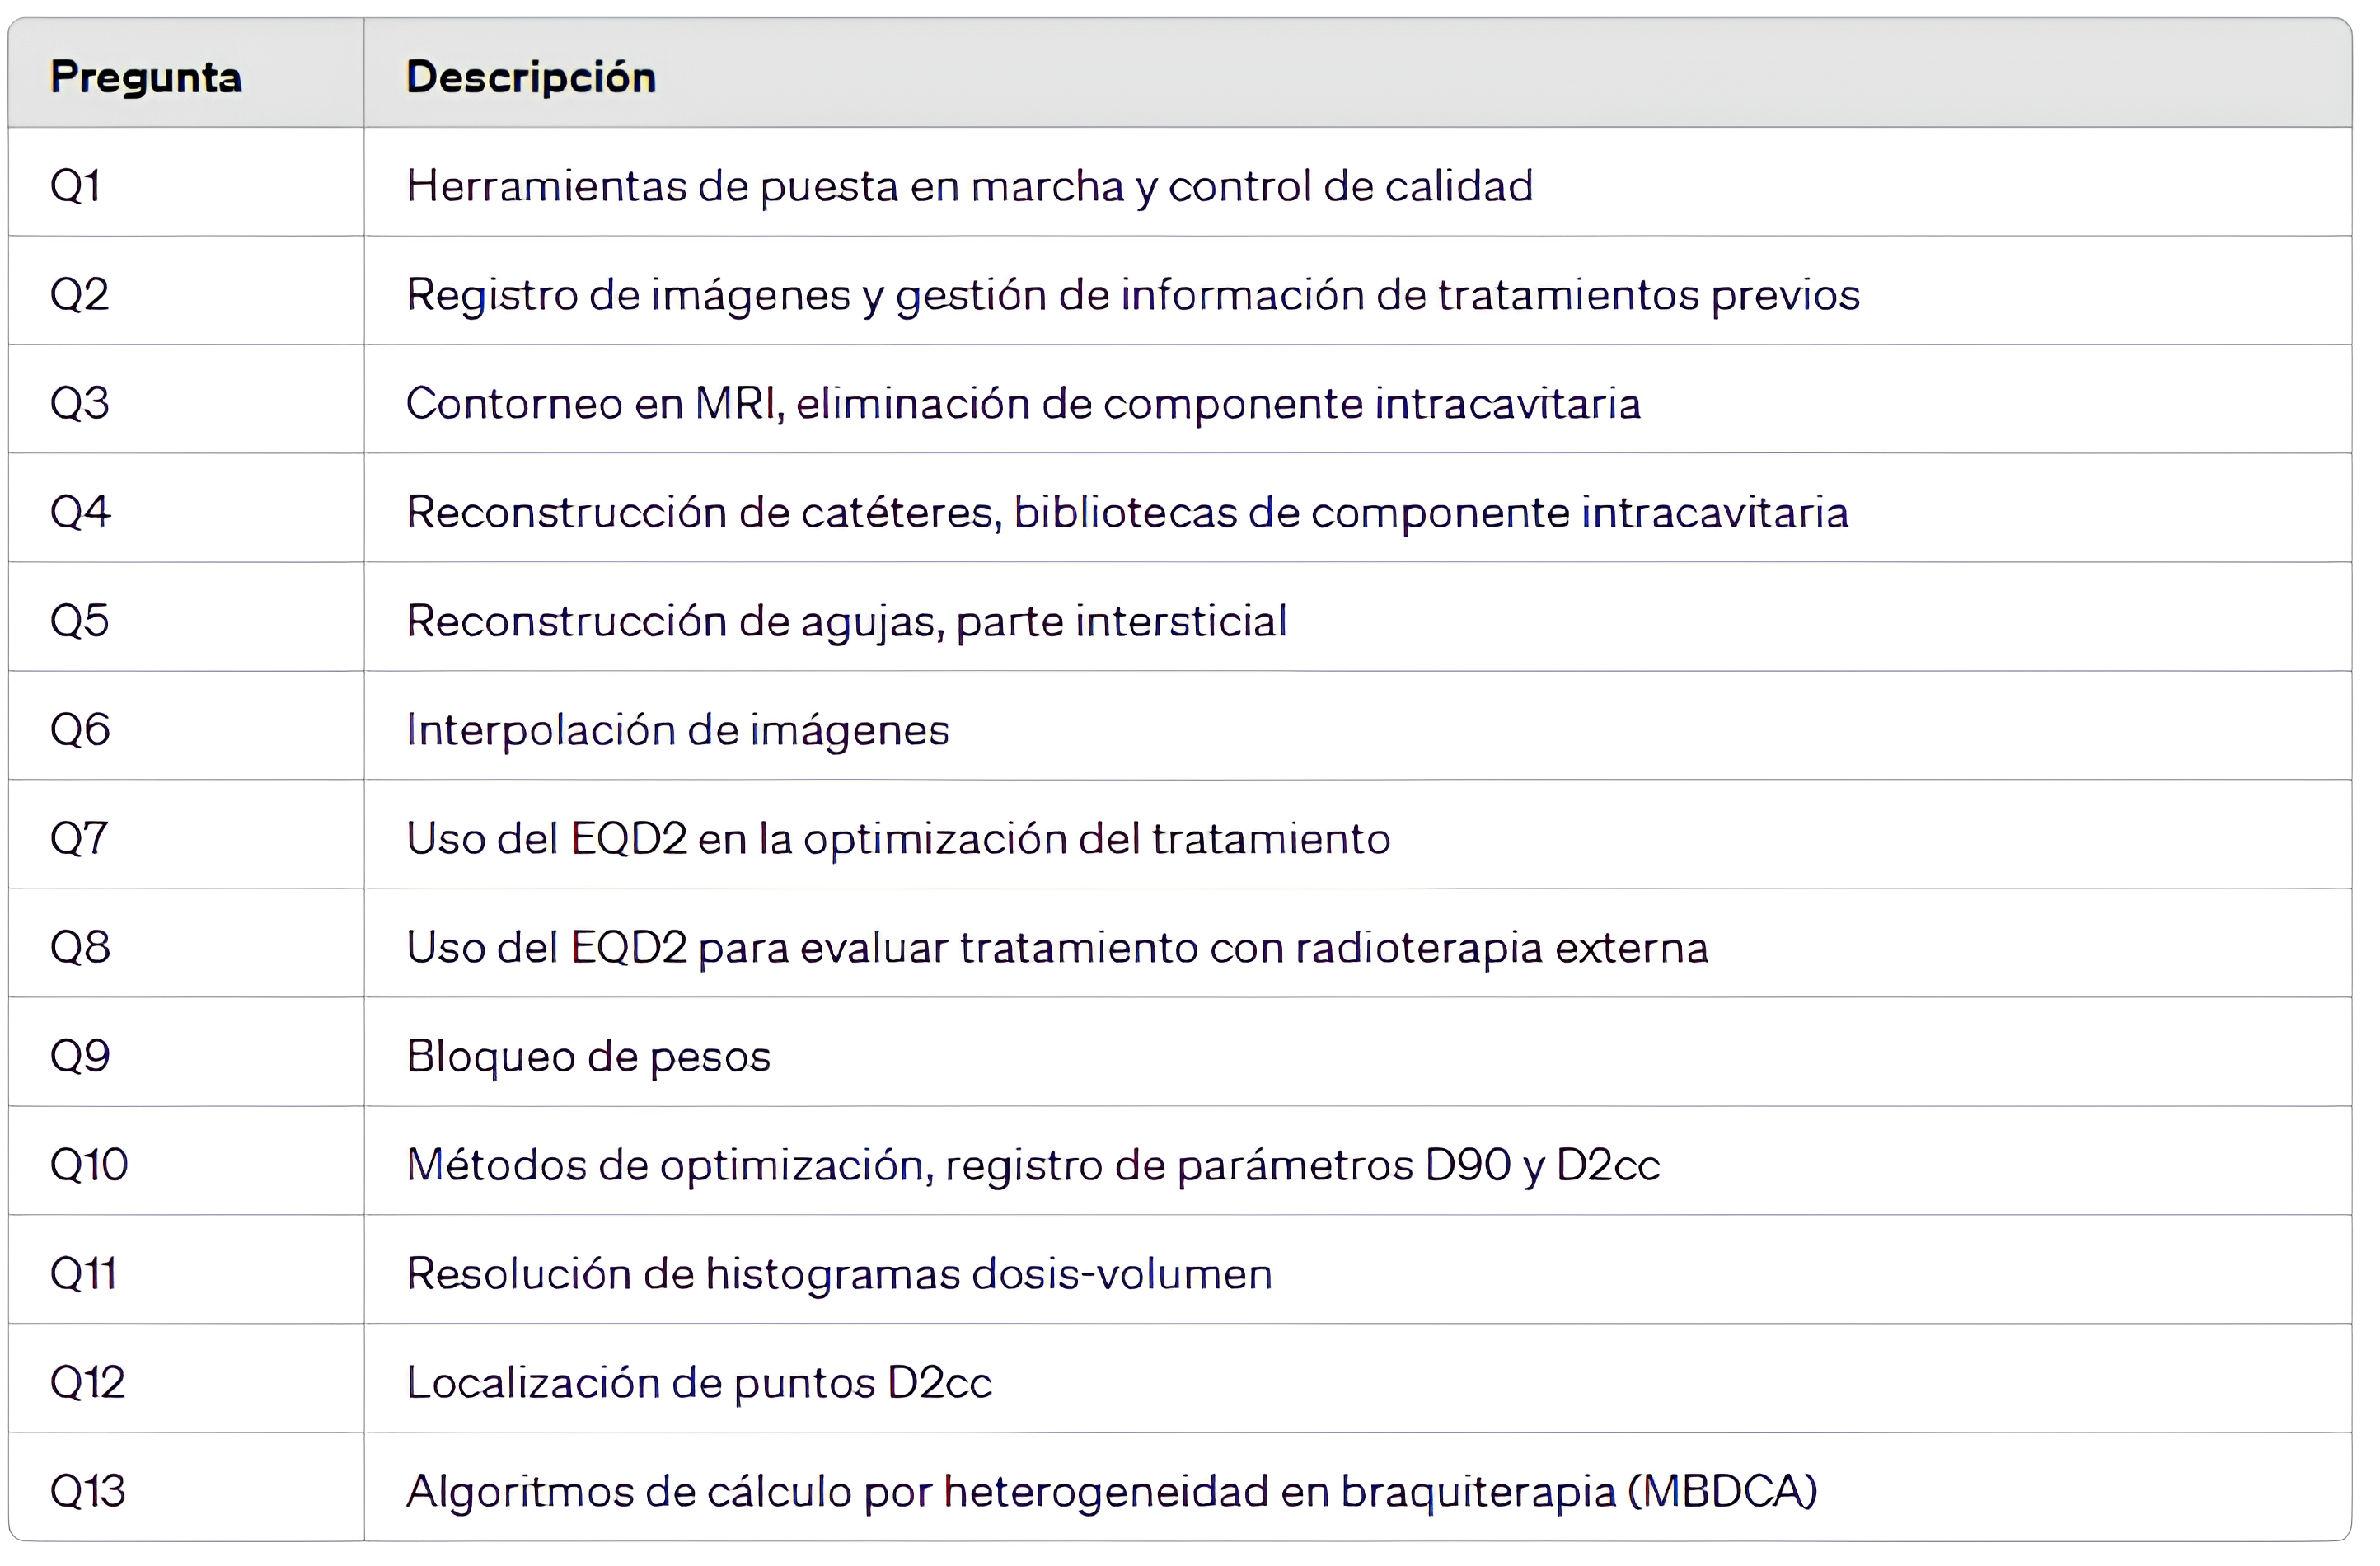 Pregunta Descripción
Q1 Herramientas de puesta en marcha y control de calidad
Q2 Registro de imágenes y gestión de información de tratamientos previos
Q3 Contorneo en MRI, eliminación de componente intracavitaria
Q4 Reconstrucción de catéteres, bibliotecas de componente intracavitaria
Q5 Reconstrucción de agujas, parte intersticial
Q6 Interpolación de imágenes
Q7 Uso del EQD2 en la optimización del tratamiento
Q8 Uso del EQD2 para evaluar tratamiento con radioterapia externa
Q9 Bloqueo de pesos
Q10 Métodos de optimización, registro de parámetros D90 y D2cc
Q11 Resolución de histogramas dosis-volumen
Q12 Localización de puntos D2cc
Q13 Algoritmos de cálculo por heterogeneidad en braquiterapia (MBDCA)